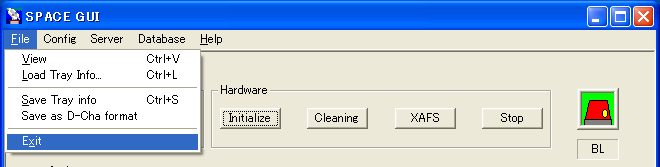 SPACE GUI
File Config Server Database Help
View Ctrl+V
Load Tray Info... Ctrl+L
Save Tray info Ctrl+S
Save as D-Cha format
Exit
Hardware
Initialize Cleaning XAFS Stop
BL